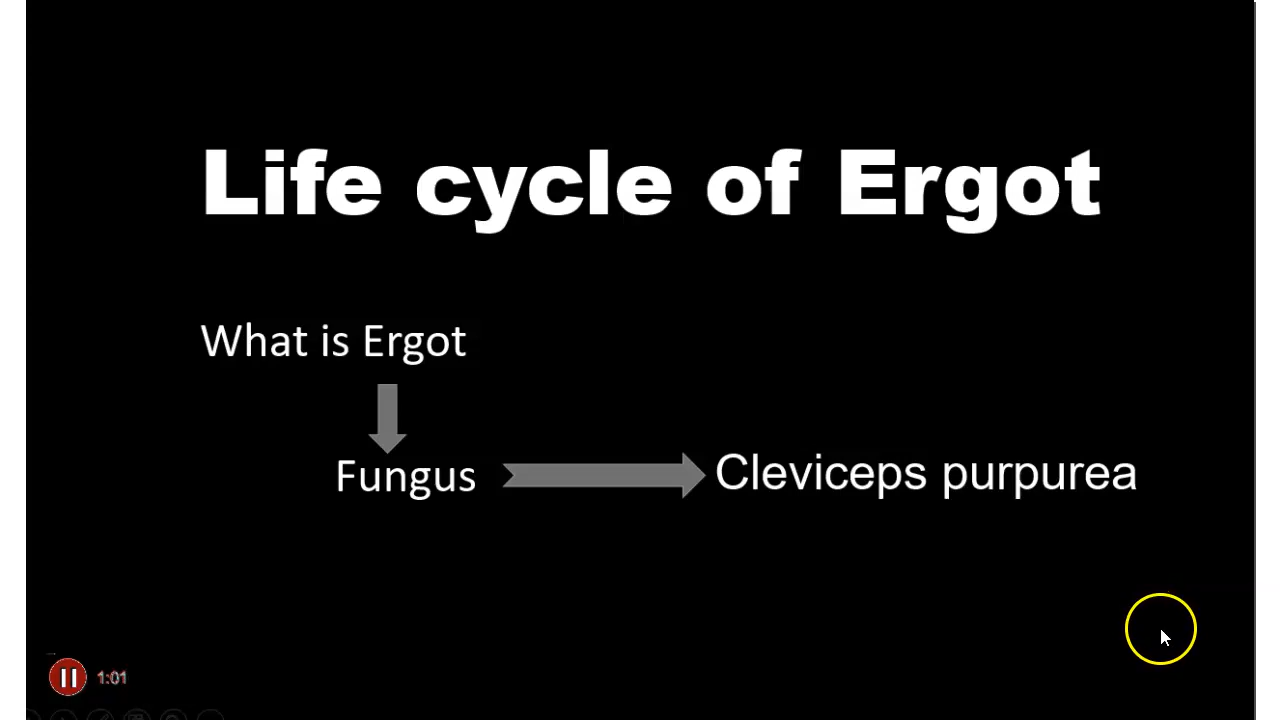 Life cycle of Ergot
What is Ergot
Fungus
Cleviceps purpurea
1:01